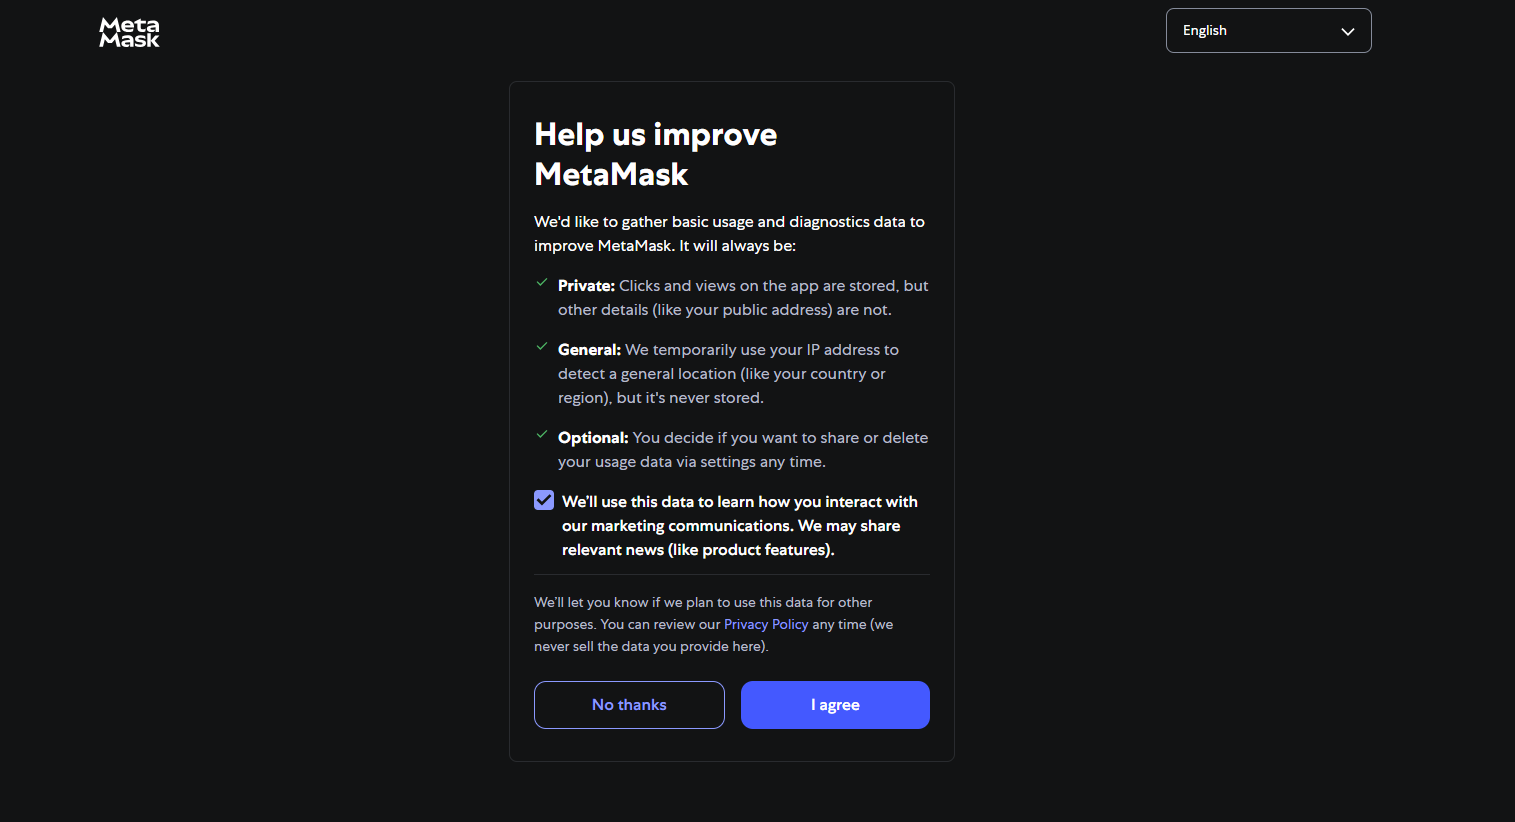 Meta
Mask
English
Help us improve
MetaMask
We'd like to gather basic usage and diagnostics data to
improve MetaMask. It will always be:
Private: Clicks and views on the app are stored, but
other details (like your public address) are not.
General: We temporarily use your IP address to
detect a general location (like your country or
region), but it's never stored.
Optional: You decide if you want to share or delete
your usage data via settings any time.
We'll use this data to learn how you interact with
our marketing communications. We may share
relevant news (like product features).
We'll let you know if we plan to use this data for other
purposes. You can review our Privacy Policy any time (we
never sell the data you provide here).
No thanks
I agree